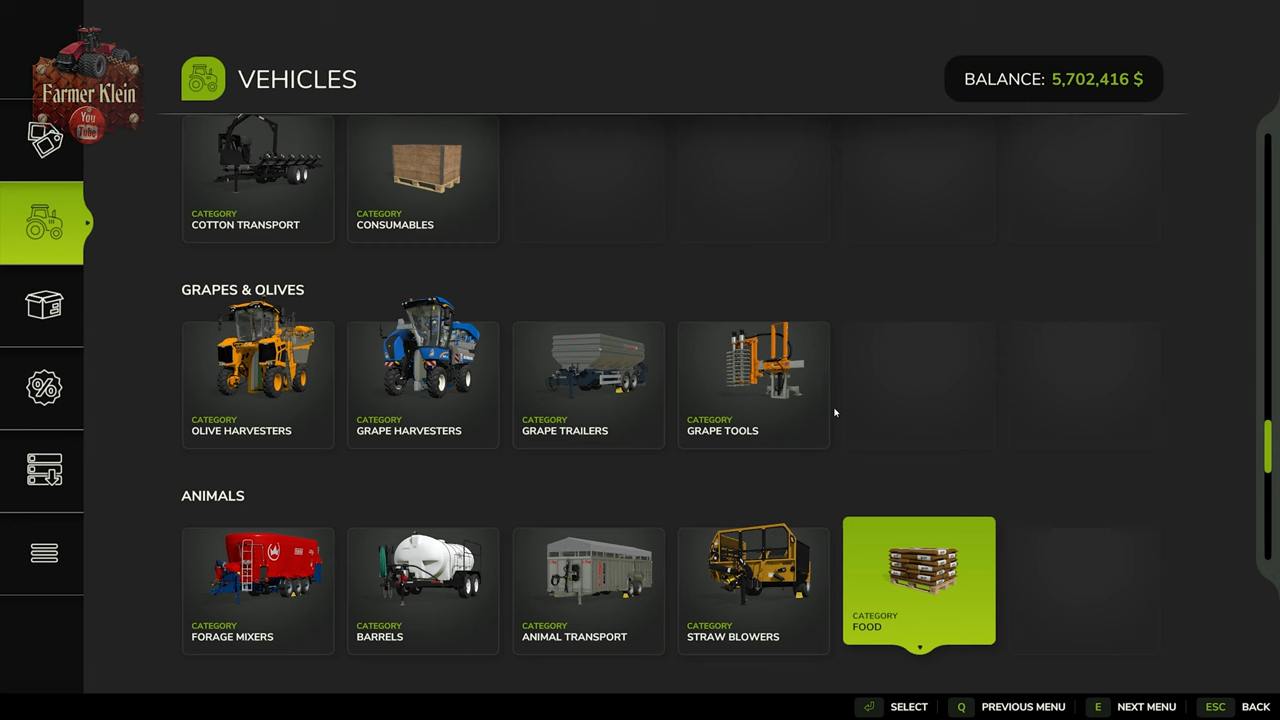 Farmer Klein
You
Tube
VEHICLES
BALANCE: 5,702,416 $
CATEGORY
COTTON TRANSPORT
CATEGORY
CONSUMABLES
GRAPES & OLIVES
CATEGORY
OLIVE HARVESTERS
CATEGORY
GRAPE HARVESTERS
CATEGORY
GRAPE TRAILERS
CATEGORY
GRAPE TOOLS
ANIMALS
CATEGORY
FORAGE MIXERS
CATEGORY
BARRELS
CATEGORY
ANIMAL TRANSPORT
CATEGORY
STRAW BLOWERS
CATEGORY
FOOD
SELECT
Q PREVIOUS MENU
E NEXT MENU
ESC BACK